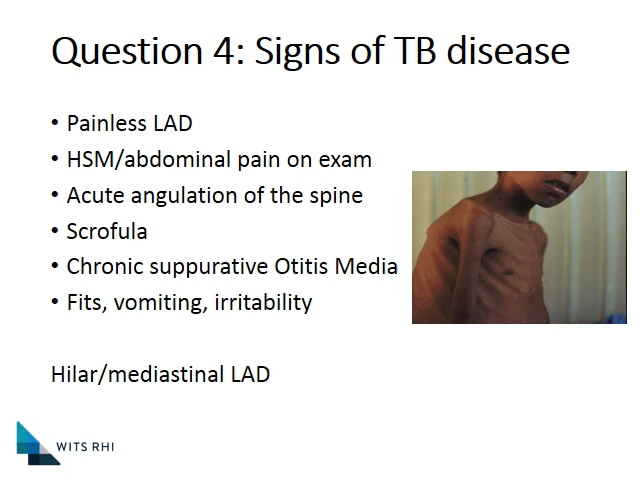 Question 4: Signs of TB disease
• Painless LAD
• HSM/abdominal pain on exam
• Acute angulation of the spine
• Scrofula
• Chronic suppurative Otitis Media
• Fits, vomiting, irritability
Hilar/mediastinal LAD
WITS RHI